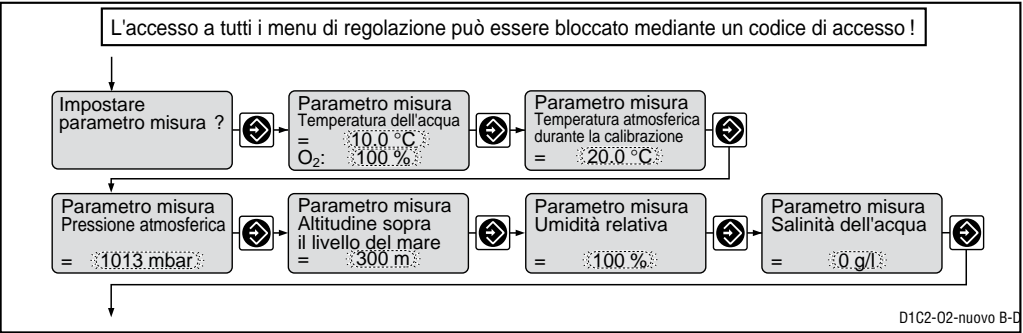 L'accesso a tutti i menu di regolazione può essere bloccato mediante un codice di accesso !
Impostare
parametro misura ?
Parametro misura
Temperatura dell'acqua
= 10.0 °C
O₂: 100 %
Parametro misura
Temperatura atmosferica
durante la calibrazione
= 20.0 °C
Parametro misura
Pressione atmosferica
= 1013 mbar
Parametro misura
Altitudine sopra
il livello del mare
= 300 m
Parametro misura
Umidità relativa
= 100 %
Parametro misura
Salinità dell'acqua
= 0 g/l
D1C2-O2-nuovo B-D